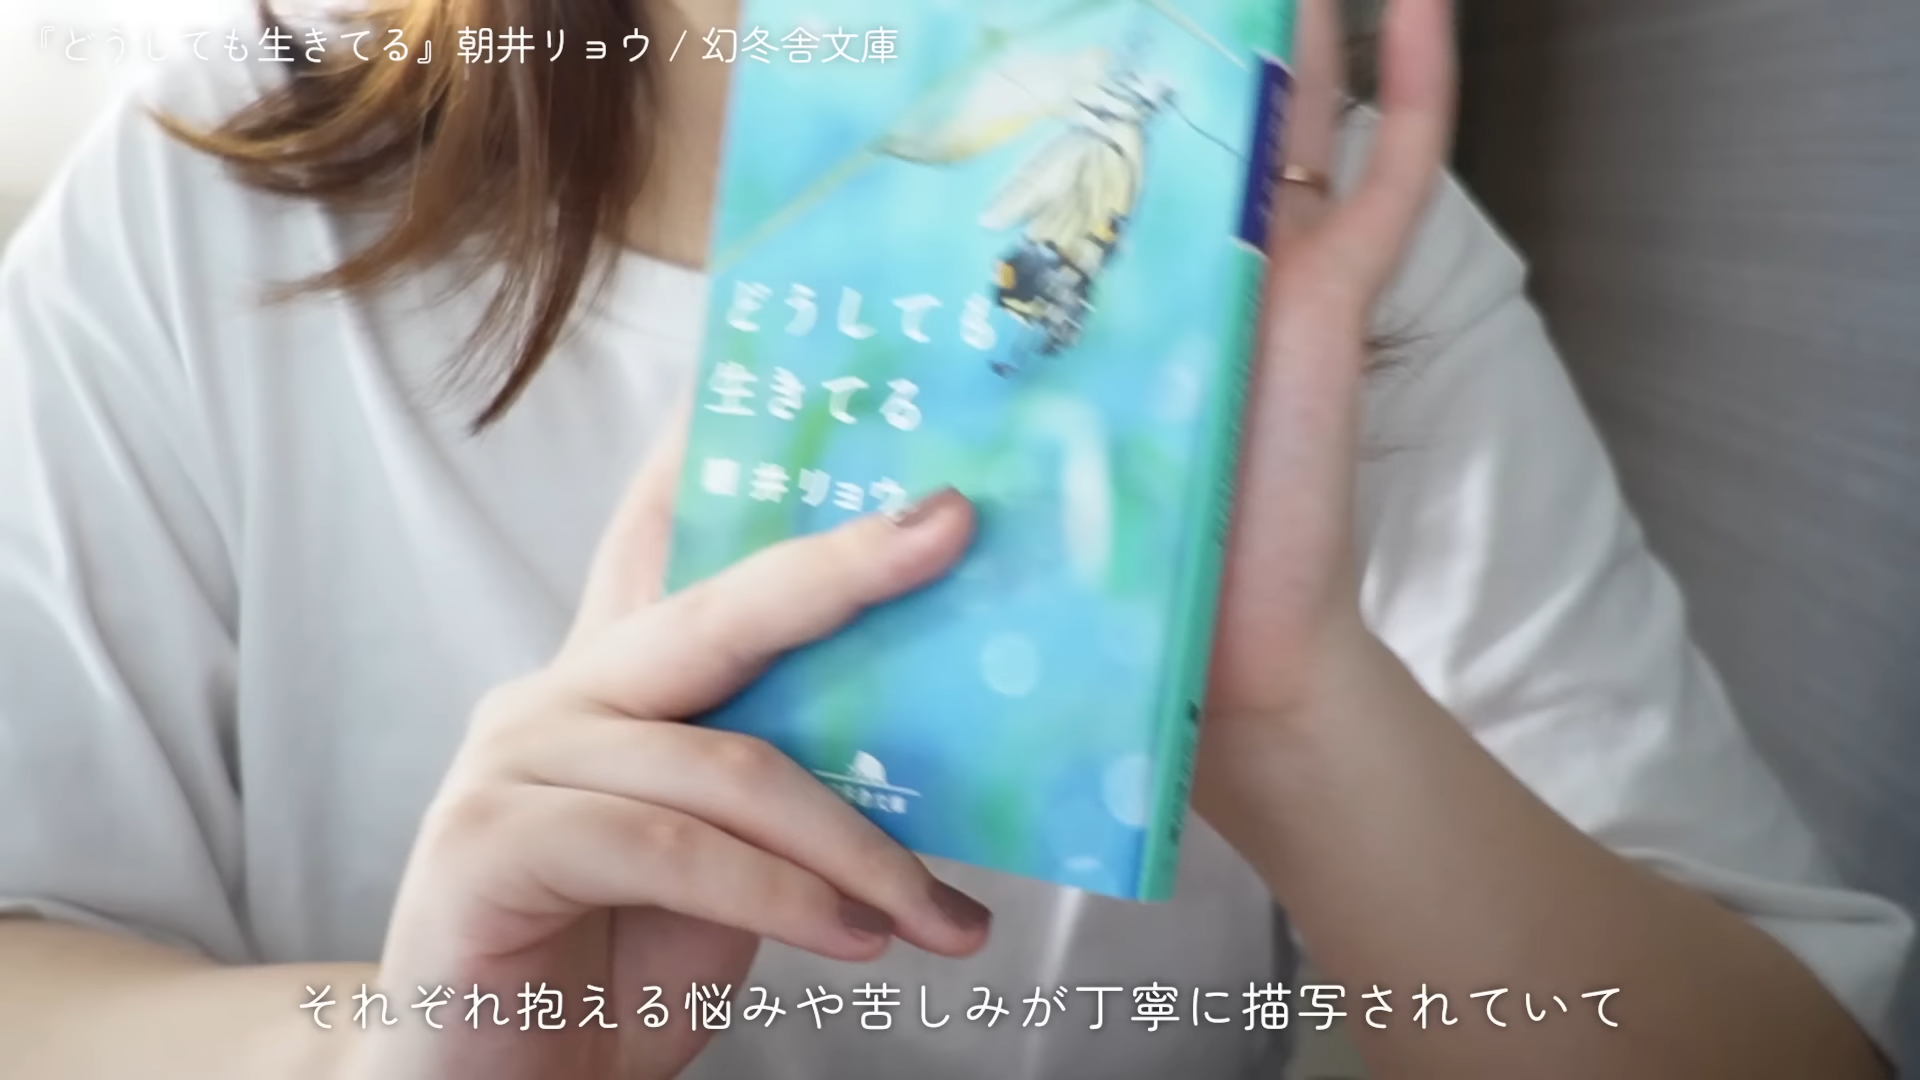 『どうしても生きてる』朝井リョウ / 幻冬舎文庫
どうしても
生きてる
朝井リョウ
それぞれ抱える悩みや苦しみが丁寧に描写されていて